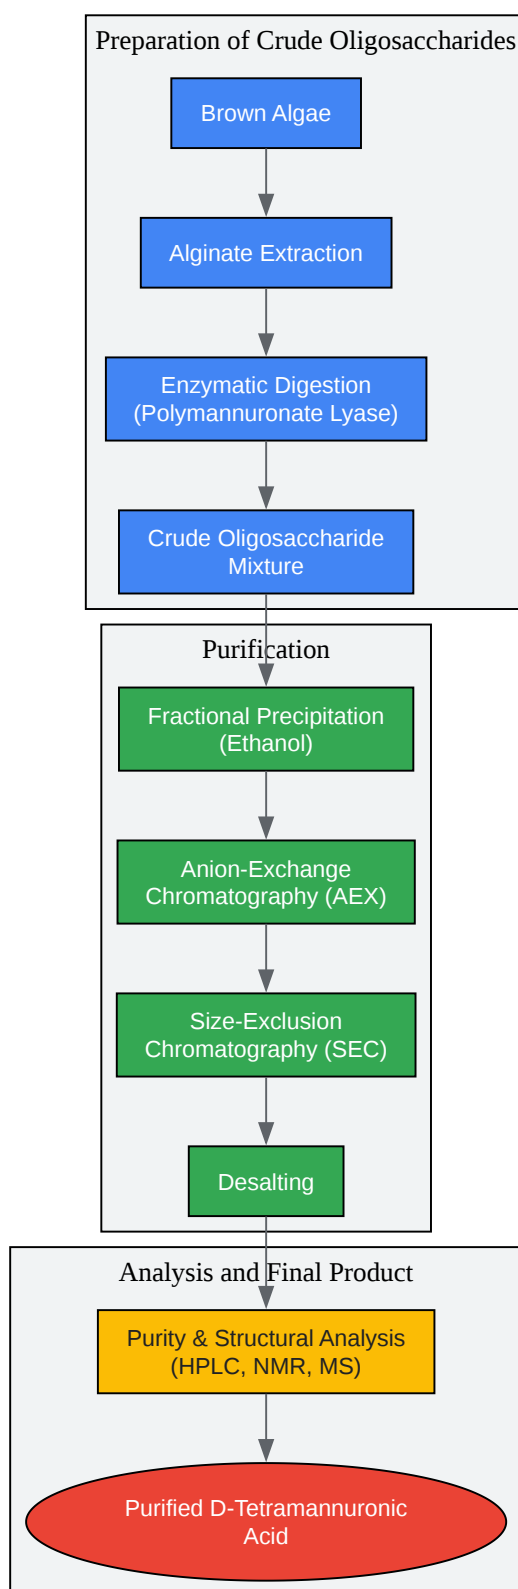 Preparation of Crude Oligosaccharides
Brown Algae
Alginate Extraction
Enzymatic Digestion
(Polymannuronate Lyase)
Crude Oligosaccharide
Mixture
Purification
Fractional Precipitation
(Ethanol)
Anion-Exchange
Chromatography (AEX)
Size-Exclusion
Chromatography (SEC)
Desalting
Analysis and Final Product
Purity & Structural Analysis
(HPLC, NMR, MS)
Purified D-Tetramannuronic
Acid